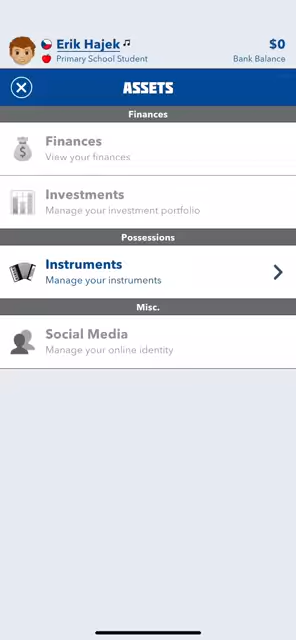 Erik Hajek
$0
Primary School Student
Bank Balance
ASSETS
Finances
Finances
View your finances
Investments
Manage your investment portfolio
Possessions
Instruments
Manage your instruments
Misc.
Social Media
Manage your online identity